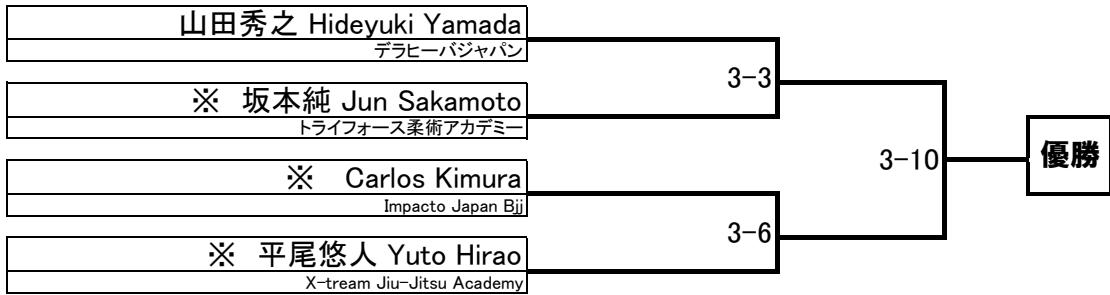 山田秀之 Hideyuki Yamada
デラヒーバジャパン
3-3
※ 坂本純 Jun Sakamoto
トライフォース柔術アカデミー
3-10
優勝
※ Carlos Kimura
Impacto Japan Bjj
3-6
※ 平尾悠人 Yuto Hirao
X-tream Jiu-Jitsu Academy